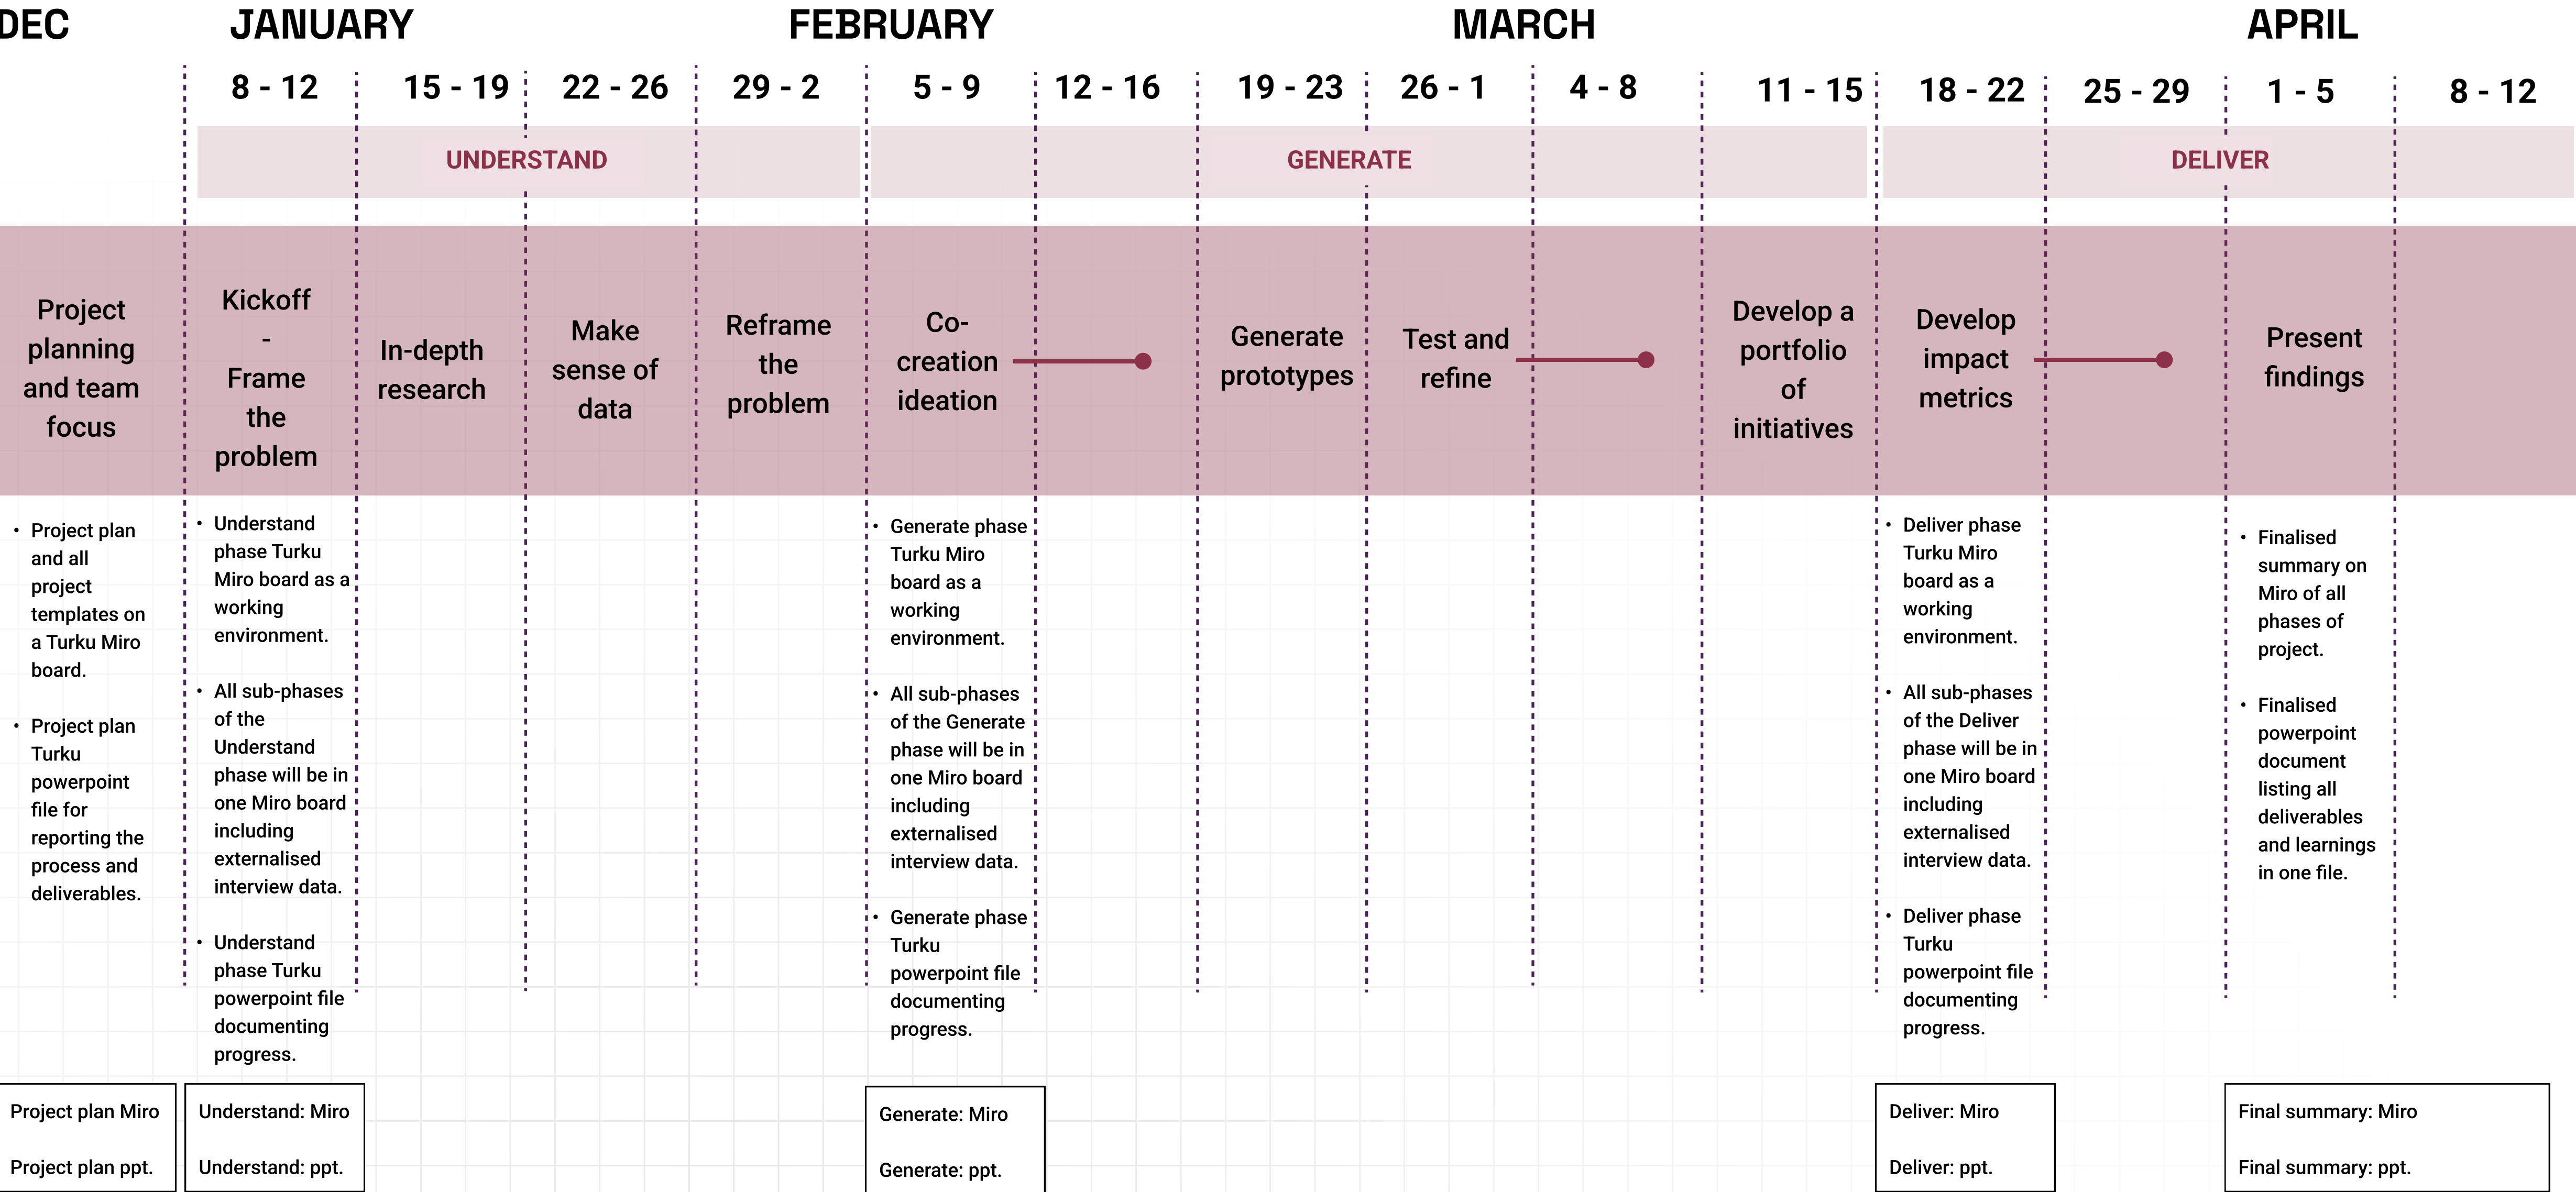 DEC
JANUARY
FEBRUARY
MARCH
APRIL
8 - 12
15 - 19
22 - 26
29 - 2
5 - 9
12 - 16
19 - 23
26 - 1
4 - 8
11 - 15
18 - 22
25 - 29
1 - 5
8 - 12
UNDERSTAND
GENERATE
DELIVER
Project
planning
and team
focus
Kickoff
-
Frame
the
problem
In-depth
research
Make
sense of
data
Reframe
the
problem
Co-
creation
ideation
Generate
prototypes
Test and
refine
Develop a
portfolio
of
initiatives
Develop
impact
metrics
Present
findings
• Project plan
and all
project
templates on
a Turku Miro
board.
• Project plan
Turku
powerpoint
file for
reporting the
process and
deliverables.
• Understand
phase Turku
Miro board as a
working
environment.
• All sub-phases
of the
Understand
phase will be in
one Miro board
including
externalised
interview data.
• Understand
phase Turku
powerpoint file
documenting
progress.
• Generate phase
Turku Miro
board as a
working
environment.
• All sub-phases
of the Generate
phase will be in
one Miro board
including
externalised
interview data.
• Generate phase
Turku
powerpoint file
documenting
progress.
• Deliver phase
Turku Miro
board as a
working
environment.
• All sub-phases
of the Deliver
phase will be in
one Miro board
including
externalised
interview data.
• Deliver phase
Turku
powerpoint file
documenting
progress.
• Finalised
summary on
Miro of all
phases of
project.
• Finalised
powerpoint
document
listing all
deliverables
and learnings
in one file.
Project plan Miro
Project plan ppt.
Understand: Miro
Understand: ppt.
Generate: Miro
Generate: ppt.
Deliver: Miro
Deliver: ppt.
Final summary: Miro
Final summary: ppt.